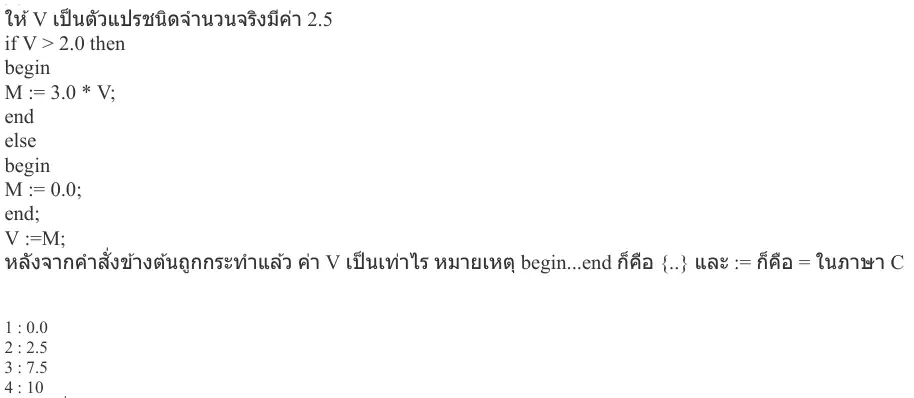 ให้ V เป็นตัวแปรชนิดจำนวนจริงมีค่า 2.5
if V > 2.0 then
begin
M := 3.0 * V;
end
else
begin
M := 0.0;
end;
V :=M;
หลังจากคำสั่งข้างต้นถูกกระทำแล้ว ค่า V เป็นเท่าไร หมายเหตุ begin...end ก็คือ {..} และ := ก็คือ = ในภาษา C
1 : 0.0
2 : 2.5
3 : 7.5
4 : 10